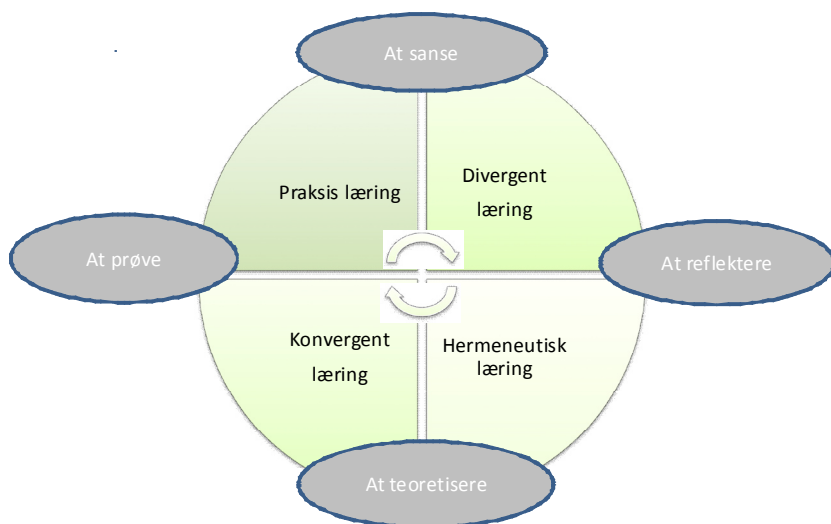 At sanse
Praksis læring
Divergent
læring
At prøve
At reflektere
Konvergent
læring
Hermeneutisk
læring
At teoretisere